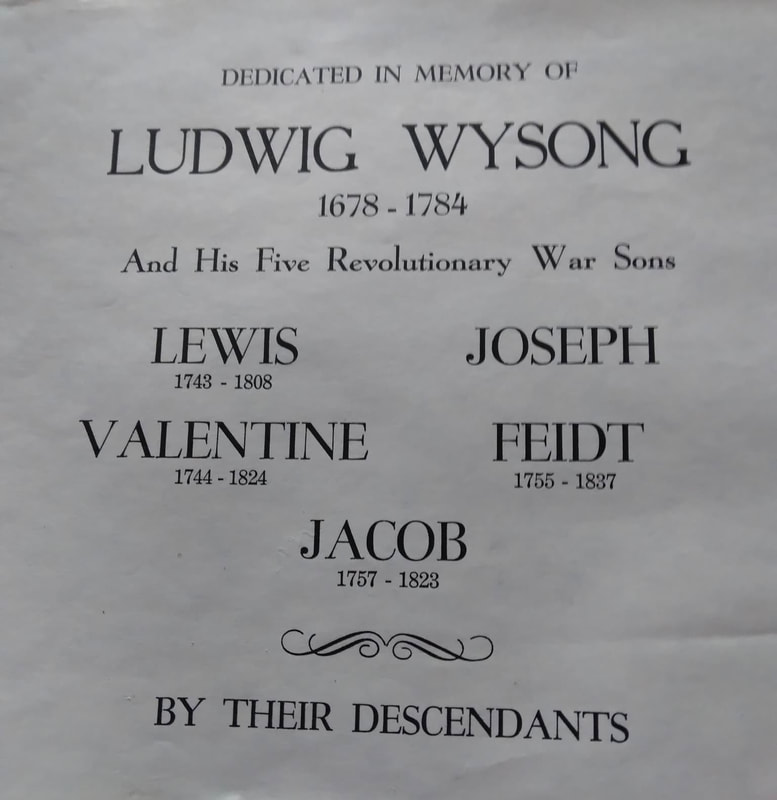 DEDICATED IN MEMORY OF
LUDWIG WYSONG
1678 - 1784
And His Five Revolutionary War Sons
LEWIS JOSEPH
1743 - 1808
VALENTINE FEIDT
1744 - 1824 1755 - 1837
JACOB
1757 - 1823
BY THEIR DESCENDANTS